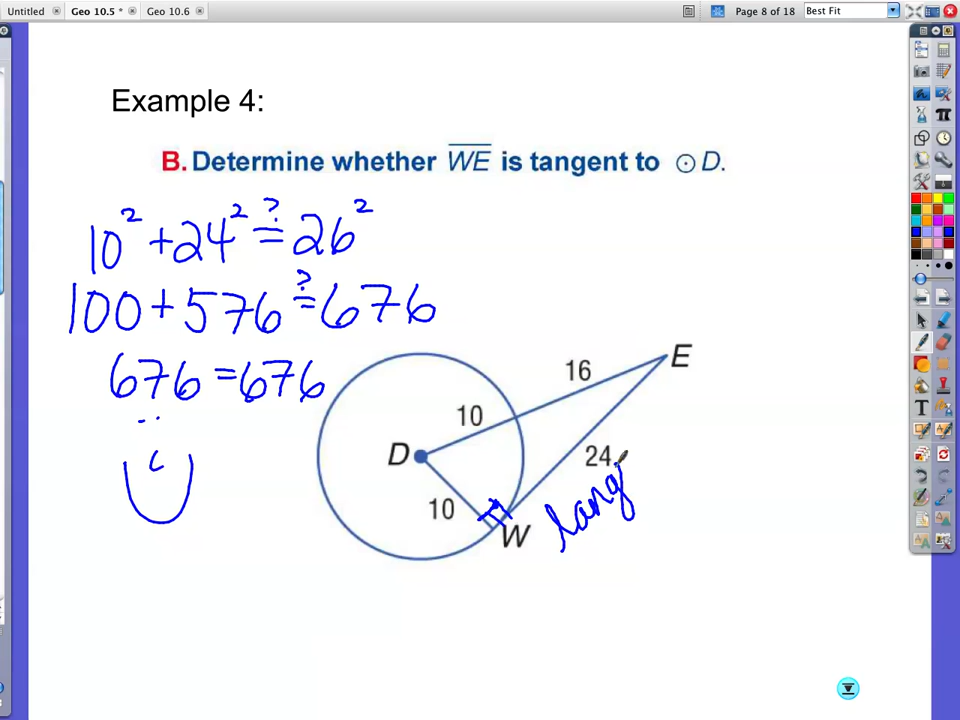 Untitled
Geo 10.5 *
Geo 10.6
Page 8 of 18
Best Fit
Example 4:
B. Determine whether W͞E͞ is tangent to ⊙ D.
10² + 24² ≟ 26²
100 + 576 ≟ 676
676 = 676
E
16
10
D
24
10
W
tang
T